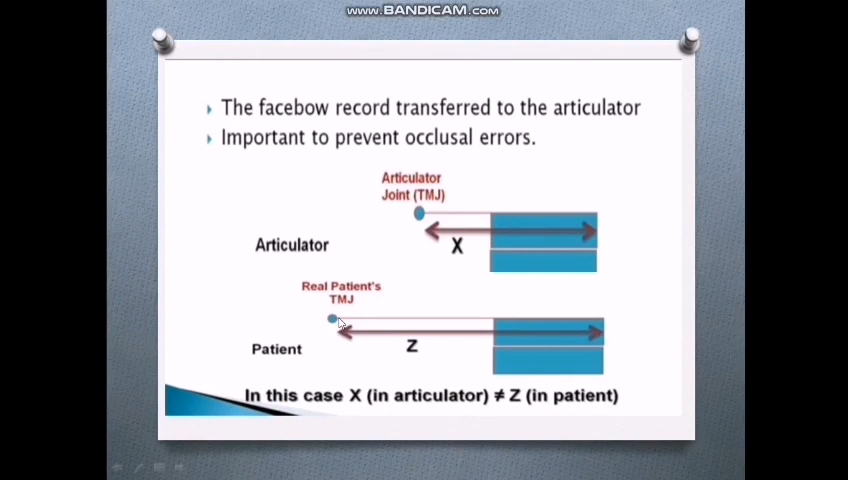 www.BANDICAM.com
The facebow record transferred to the articulator
Important to prevent occlusal errors.
Articulator
Joint (TMJ)
Articulator
X
Real Patient's
TMJ
Patient
Z
In this case X (in articulator) ≠ Z (in patient)